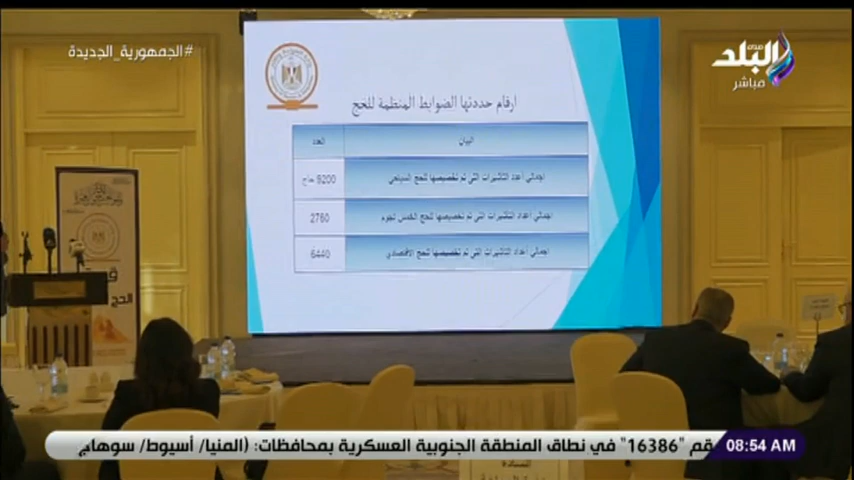 #الجمهورية_الجديدة
صدى البلد
مباشر
ارقام حددتها الضوابط المنظمة للحج
البيان
العدد
اجمالي اعداد التأشيرات التي تم تخصيصها للحج السياحي
9200 حاج
اجمالي اعداد التأشيرات التي تم تخصيصها للحج الخمس نجوم
2760
اجمالي اعداد التأشيرات التي تم تخصيصها للحج الاقتصادي
6440
الحج
قم "16386" في نطاق المنطقة الجنوبية العسكرية بمحافظات: (المنيا/ أسيوط/ سوهاج
08:54 AM